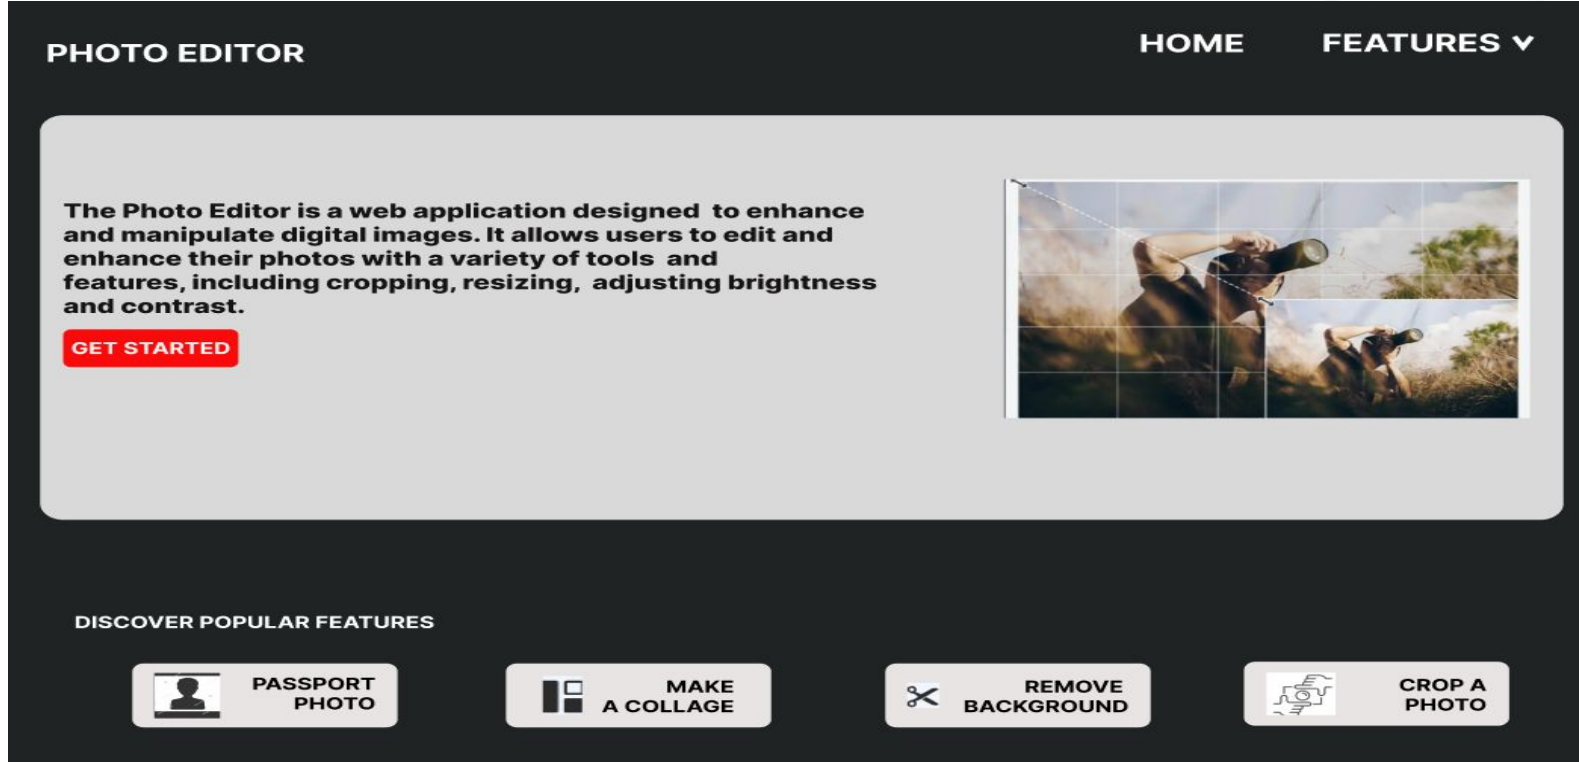 PHOTO EDITOR
HOME
FEATURES
The Photo Editor is a web application designed  to enhance
and manipulate digital images. It allows users to edit and
enhance their photos with a variety of tools  and
features, including cropping, resizing,  adjusting brightness
and contrast.
GET STARTED
DISCOVER POPULAR FEATURES
PASSPORT
PHOTO
MAKE
A COLLAGE
REMOVE
BACKGROUND
CROP A
PHOTO